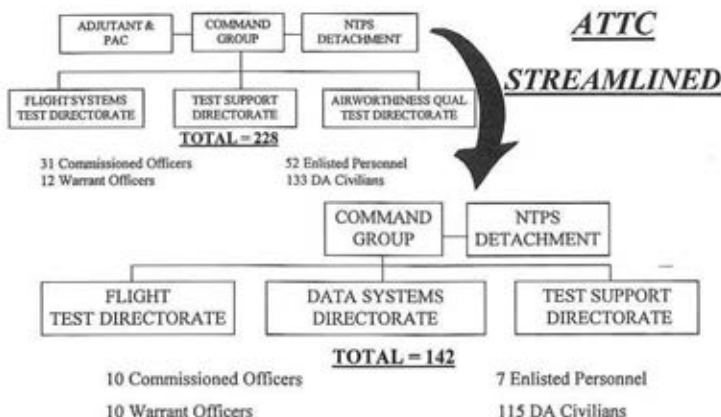 ATTC
STREAMLINED
ADJUTANT &
PAC
COMMAND
GROUP
NTPS
DETACHMENT
FLIGHT SYSTEMS
TEST DIRECTORATE
TEST SUPPORT
DIRECTORATE
AIRWORTHINESS QUAL
TEST DIRECTORATE
TOTAL = 228
31 Commissioned Officers
12 Warrant Officers
52 Enlisted Personnel
133 DA Civilians
COMMAND
GROUP
NTPS
DETACHMENT
FLIGHT
TEST DIRECTORATE
DATA SYSTEMS
DIRECTORATE
TEST SUPPORT
DIRECTORATE
TOTAL = 142
10 Commissioned Officers
10 Warrant Officers
7 Enlisted Personnel
115 DA Civilians